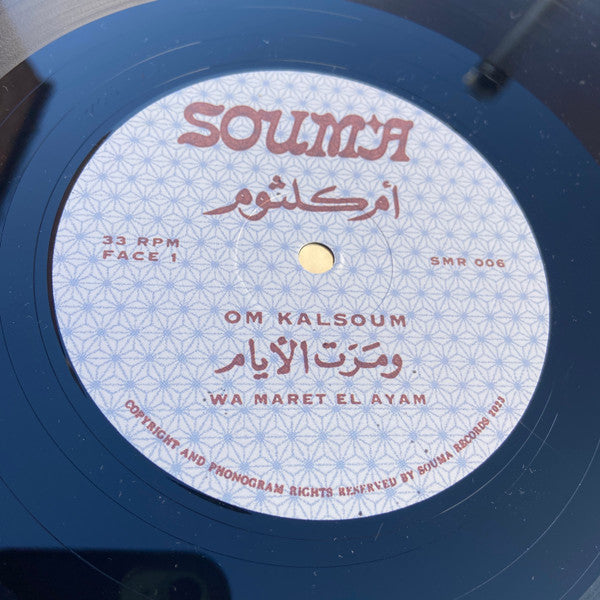 SOUMA
أم كلثوم
33 RPM
FACE 1
SMR 006
OM KALSOUM
ومَرَت الأيام
WA MARET EL AYAM
COPYRIGHT AND PHONOGRAM RIGHTS RESERVED BY SOUMA RECORDS 2023